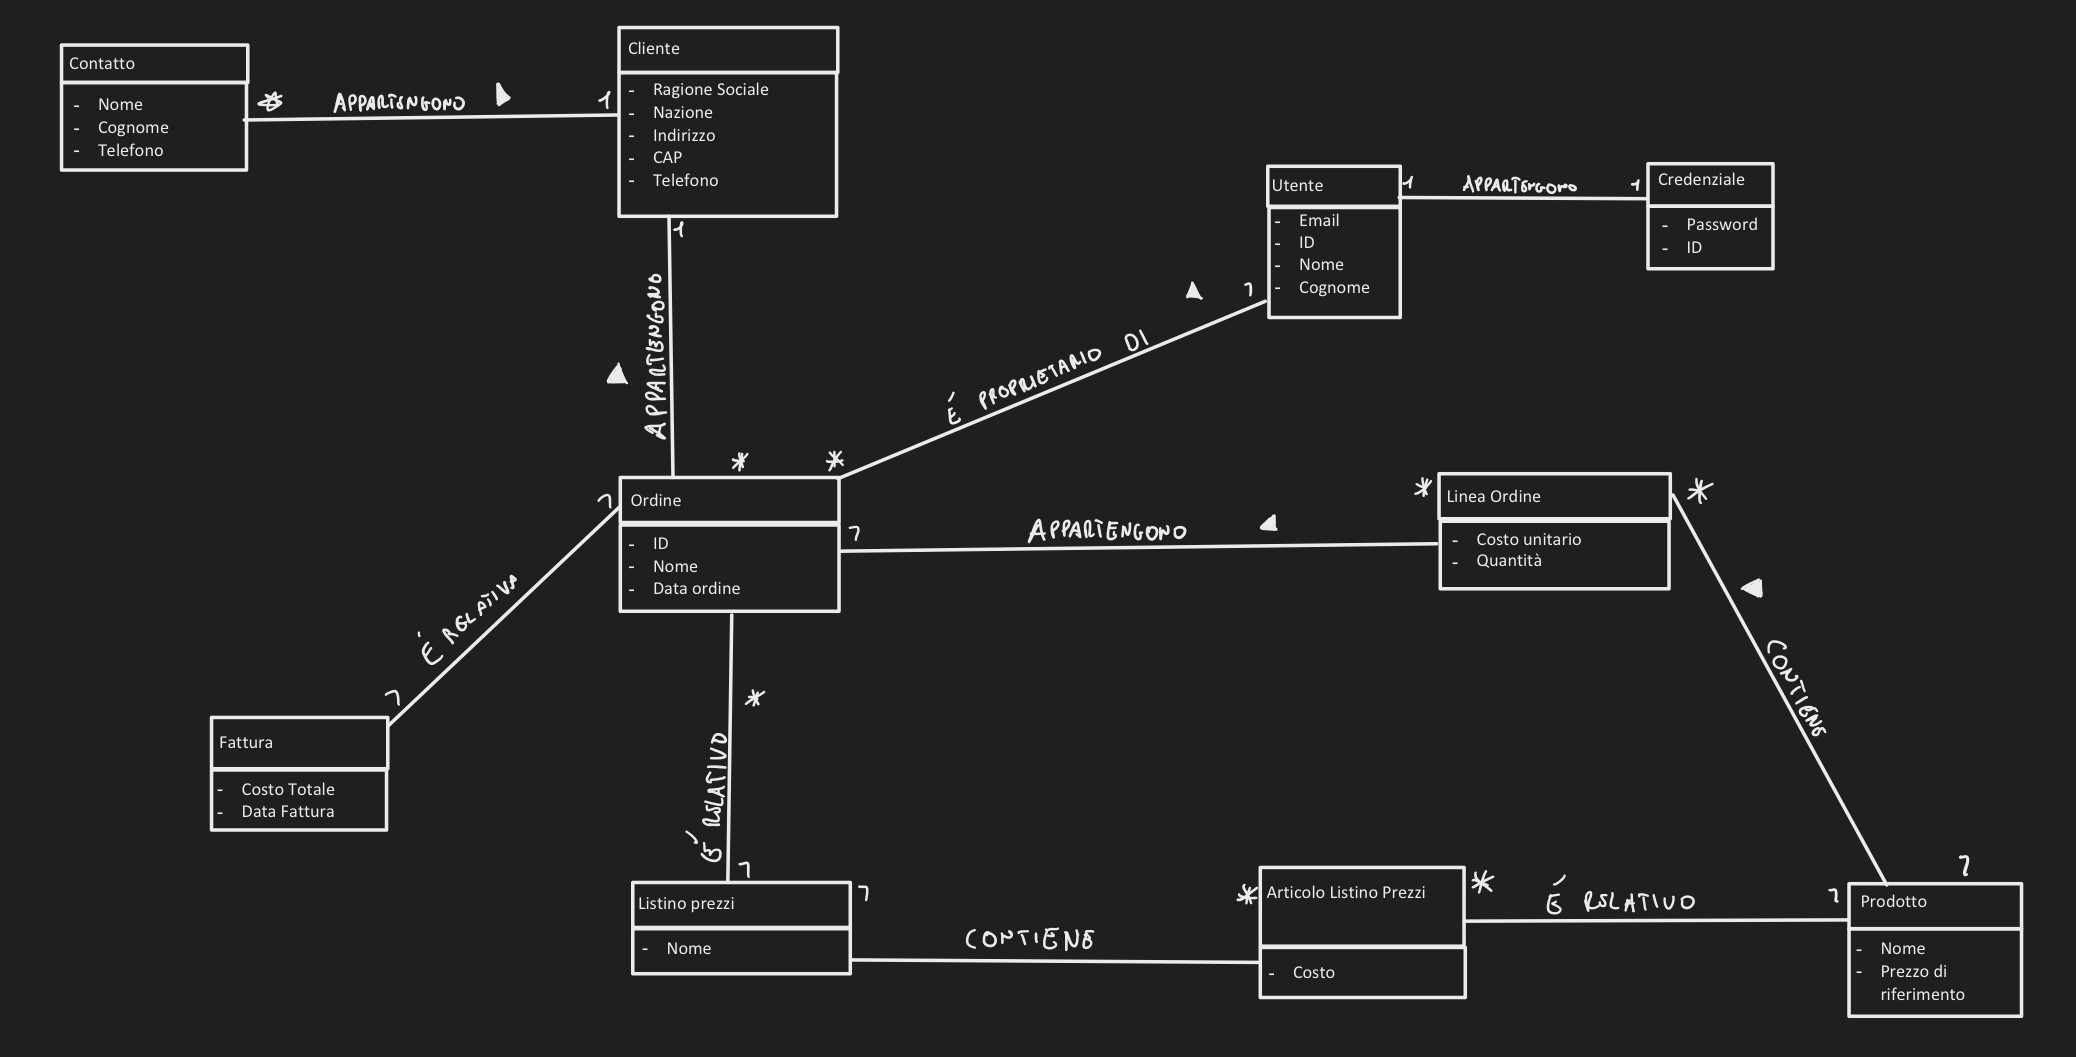 Contatto
- Nome
- Cognome
- Telefono
* APPARTENGONO 1
Cliente
- Ragione Sociale
- Nazione
- Indirizzo
- CAP
- Telefono
1
APPARTENGONO
*
Utente
- Email
- ID
- Nome
- Cognome
1 APPARTENGONO 1
Credenziale
- Password
- ID
1
É PROPRIETARIO DI
*
Ordine
- ID
- Nome
- Data ordine
1 APPARTENGONO *
Linea Ordine
- Costo unitario
- Quantità
*
CONTIENE
1
1
É RELATIVA
1
Fattura
- Costo Totale
- Data Fattura
*
É RELATIVO
1
Listino prezzi
- Nome
1 CONTIENE *
Articolo Listino Prezzi
- Costo
* É RELATIVO 1
Prodotto
- Nome
- Prezzo di
riferimento